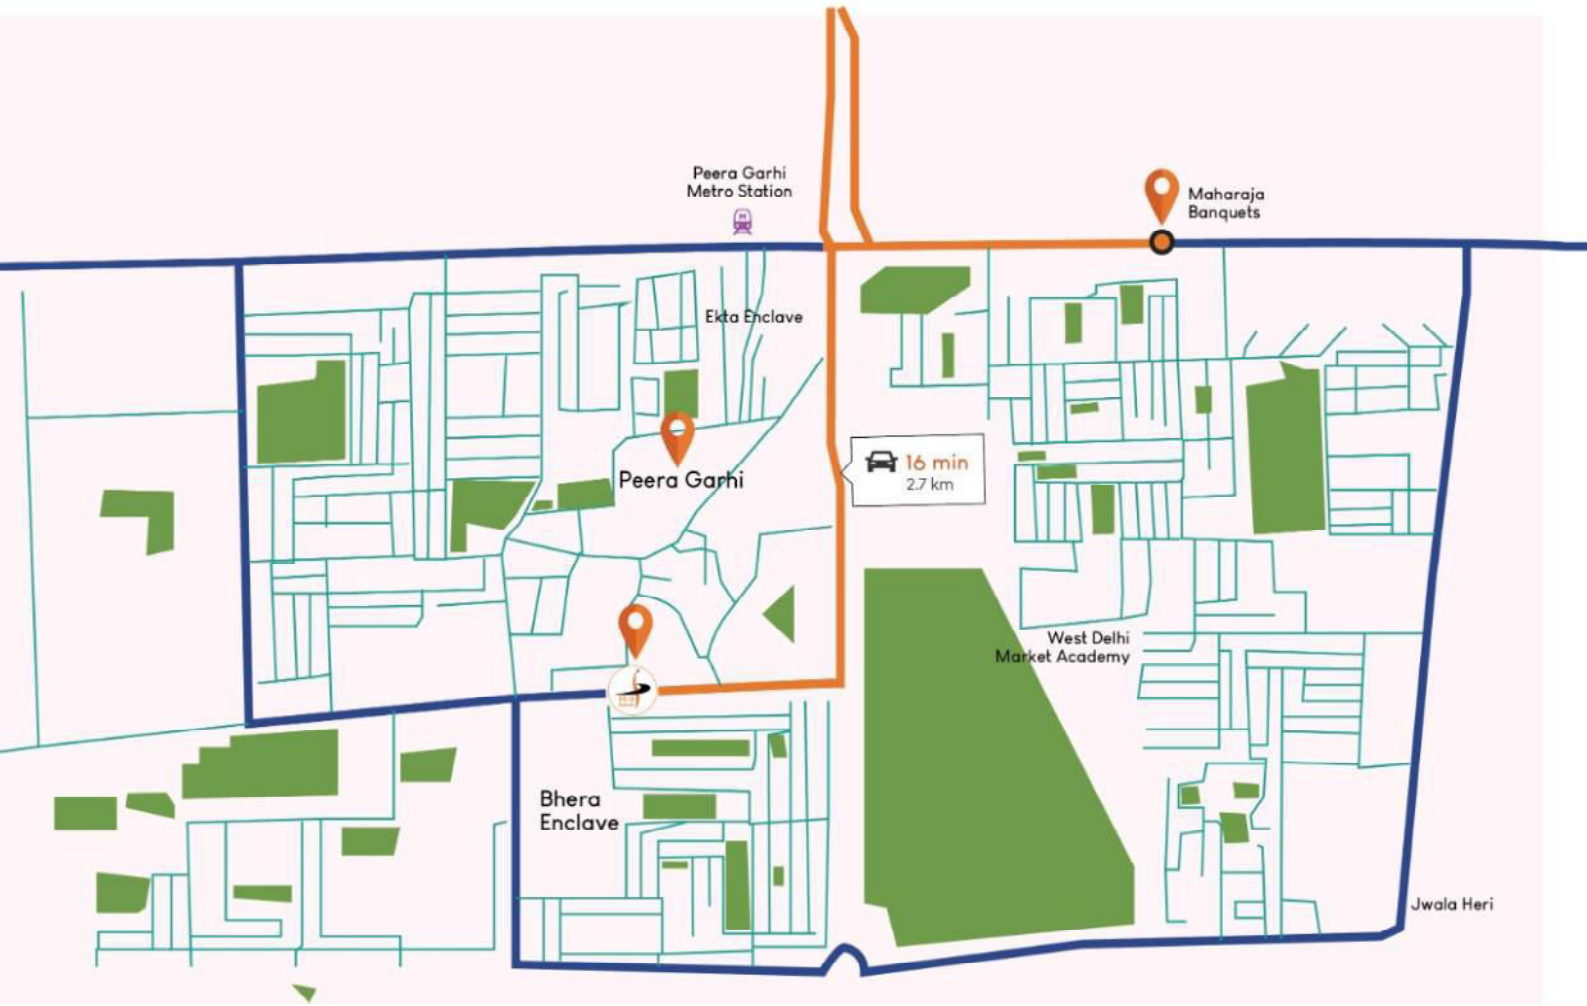 Peera Garhi
Metro Station
M
Maharaja
Banquets
Ekta Enclave
16 min
2.7 km
Peera Garhi
West Delhi
Market Academy
Bhera
Enclave
Jwala Heri